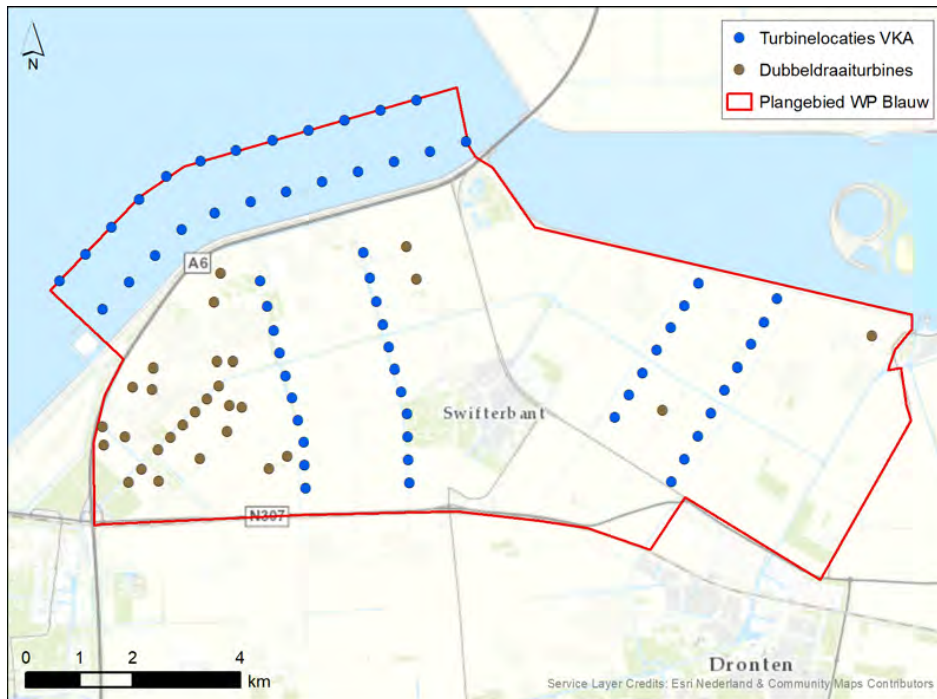 N
Turbinelocaties VKA
Dubbeldraaiturbines
Plangebied WP Blauw
A6
Swifterbant
N307
0 1 2 4
km
Dronten
Service Layer Credits: Esri Nederland & Community Maps Contributors